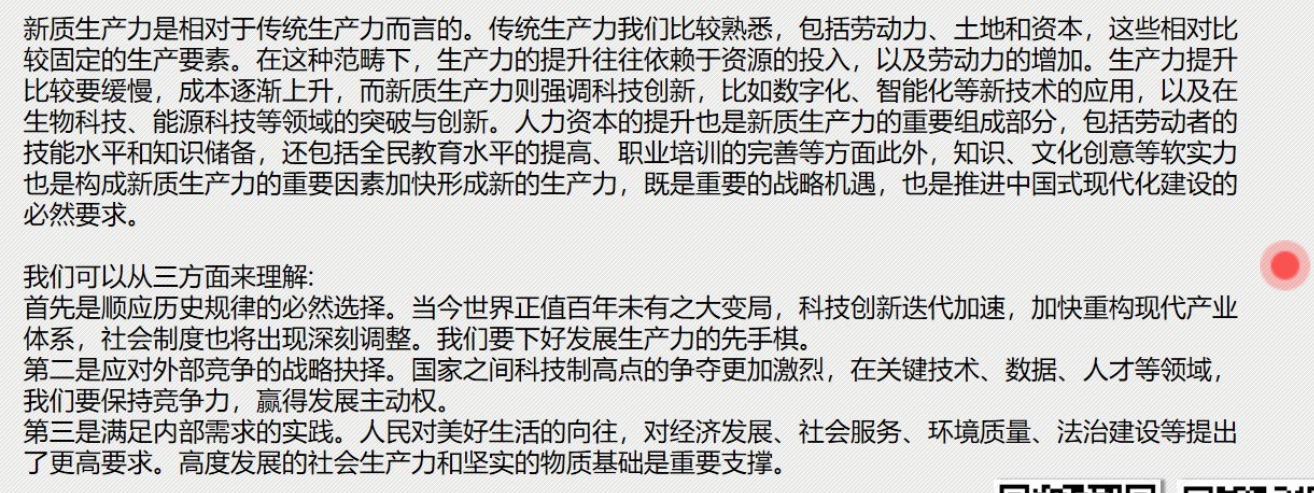 新质生产力是相对于传统生产力而言的。传统生产力我们比较熟悉，包括劳动力、土地和资本，这些相对比
较固定的生产要素。在这种范畴下，生产力的提升往往依赖于资源的投入，以及劳动力的增加。生产力提升
比较要缓慢，成本逐渐上升，而新质生产力则强调科技创新，比如数字化、智能化等新技术的应用，以及在
生物科技、能源科技等领域的突破与创新。人力资本的提升也是新质生产力的重要组成部分，包括劳动者的
技能水平和知识储备，还包括全民教育水平的提高、职业培训的完善等方面此外，知识、文化创意等软实力
也是构成新质生产力的重要因素加快形成新的生产力，既是重要的战略机遇，也是推进中国式现代化建设的
必然要求。
我们可以从三方面来理解:
首先是顺应历史规律的必然选择。当今世界正值百年未有之大变局，科技创新迭代加速，加快重构现代产业
体系，社会制度也将出现深刻调整。我们要下好发展生产力的先手棋。
第二是应对外部竞争的战略抉择。国家之间科技制高点的争夺更加激烈，在关键技术、数据、人才等领域，
我们要保持竞争力，赢得发展主动权。
第三是满足内部需求的实践。人民对美好生活的向往，对经济发展、社会服务、环境质量、法治建设等提出
了更高要求。高度发展的社会生产力和坚实的物质基础是重要支撑。